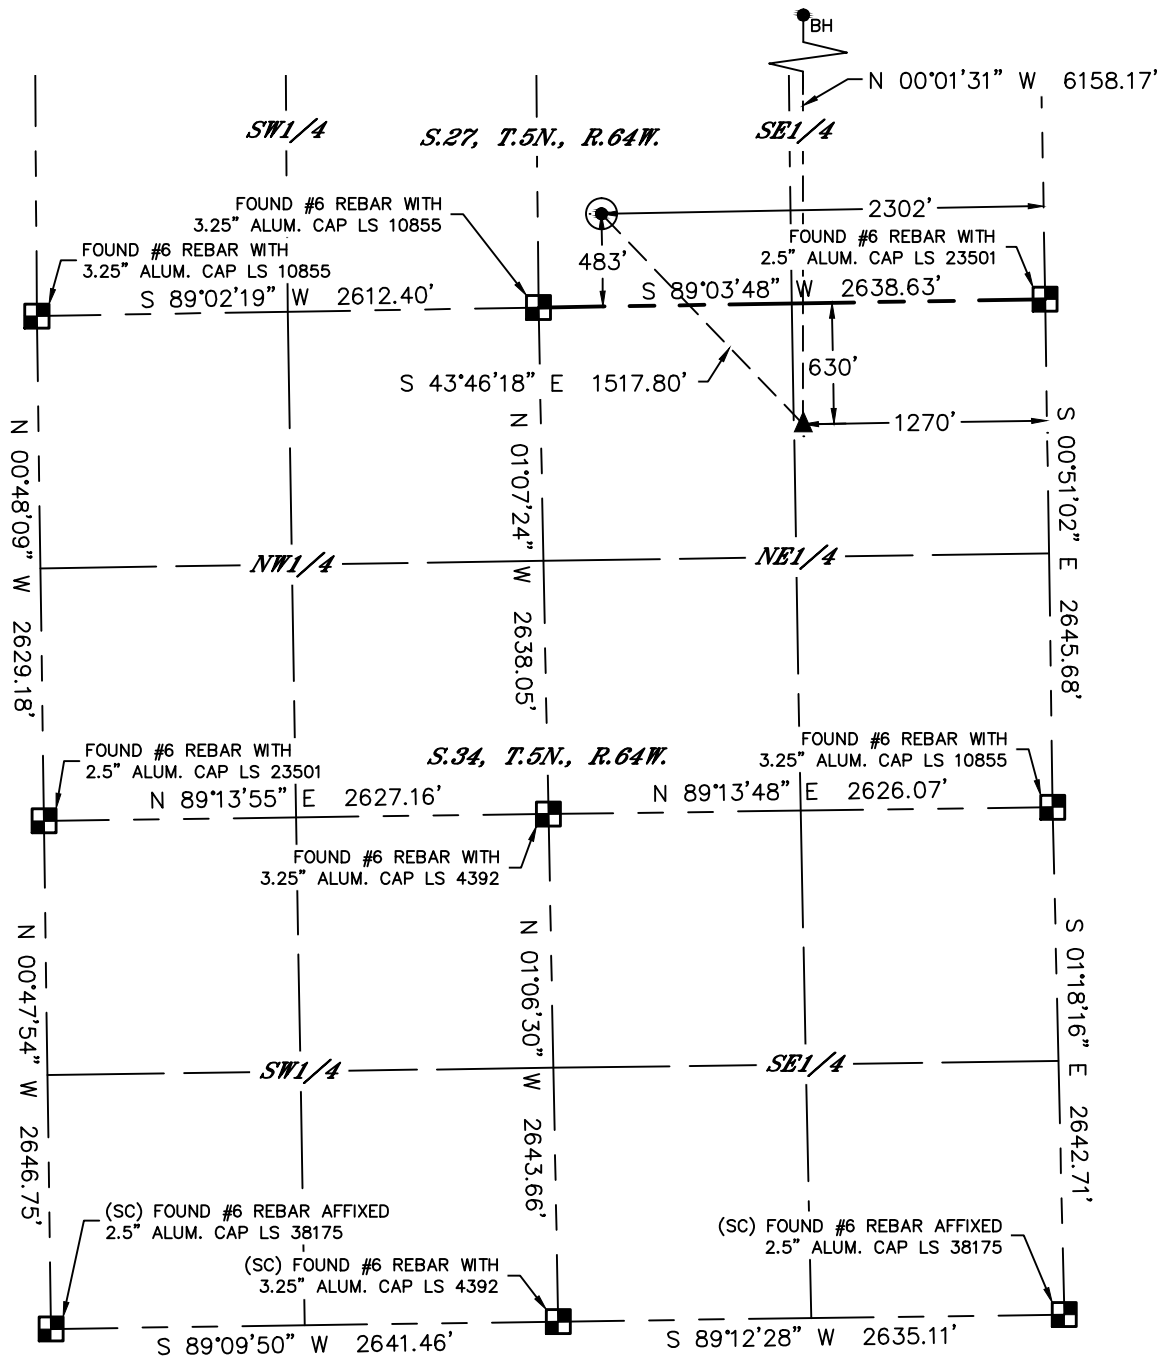 BH
N 00°01'31" W 6158.17'
SW1/4
S.27, T.5N., R.64W.
SE1/4
FOUND #6 REBAR WITH
3.25" ALUM. CAP LS 10855
2302'
FOUND #6 REBAR WITH
3.25" ALUM. CAP LS 10855
483'
FOUND #6 REBAR WITH
2.5" ALUM. CAP LS 23501
S 89°02'19" W 2612.40'
S 89°03'48" W 2638.63'
630'
S 43°46'18" E 1517.80'
1270'
N 00°48'09" W 2629.18'
N 01°07'24" W 2638.05'
S 00°51'02" E 2645.68'
NW1/4
NE1/4
FOUND #6 REBAR WITH
2.5" ALUM. CAP LS 23501
S.34, T.5N., R.64W.
FOUND #6 REBAR WITH
3.25" ALUM. CAP LS 10855
N 89°13'55" E 2627.16'
N 89°13'48" E 2626.07'
FOUND #6 REBAR WITH
3.25" ALUM. CAP LS 4392
N 00°47'54" W 2646.75'
N 01°06'30" W 2643.66'
S 01°18'16" E 2642.71'
SW1/4
SE1/4
(SC) FOUND #6 REBAR AFFIXED
2.5" ALUM. CAP LS 38175
(SC) FOUND #6 REBAR WITH
3.25" ALUM. CAP LS 4392
(SC) FOUND #6 REBAR AFFIXED
2.5" ALUM. CAP LS 38175
S 89°09'50" W 2641.46'
S 89°12'28" W 2635.11'